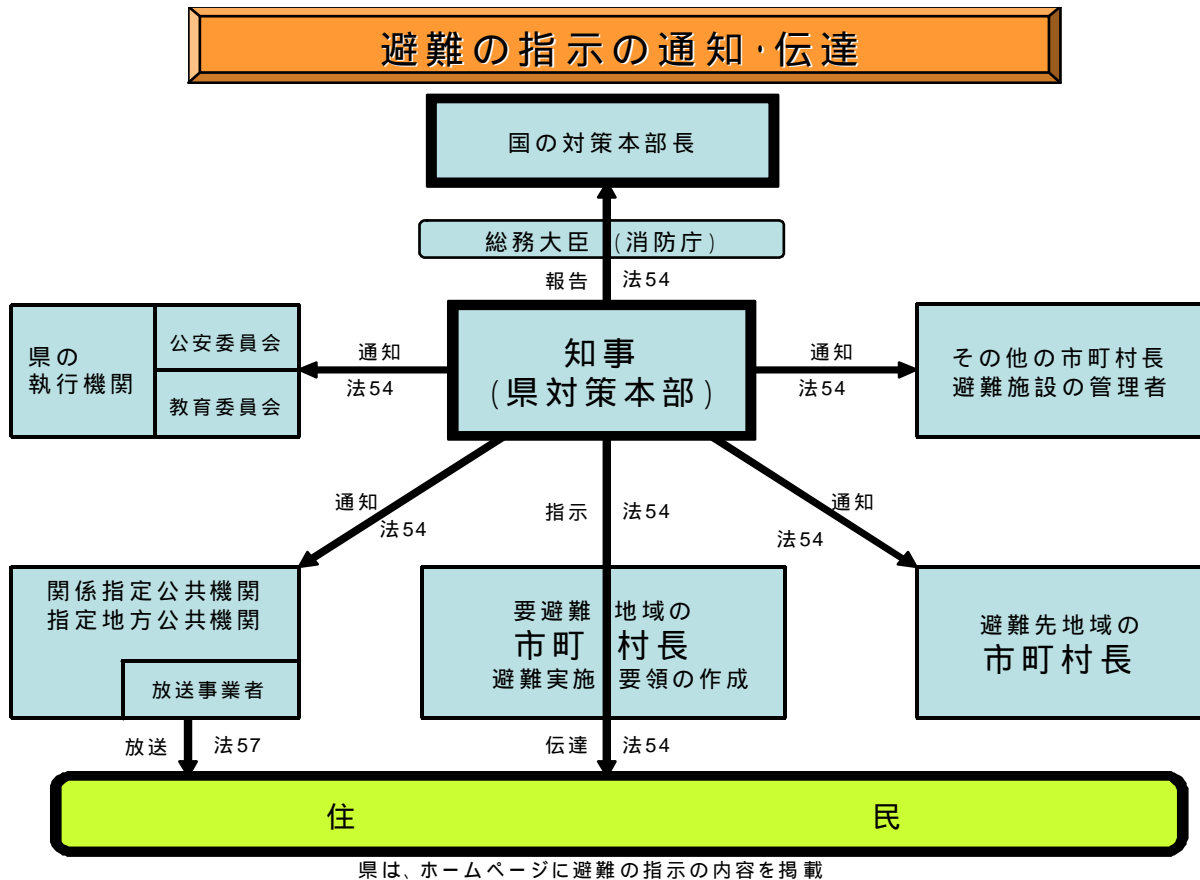 避難の指示の通知・伝達
国の対策本部長
総務大臣(消防庁)
報告 法54
県の
執行機関
公安委員会
教育委員会
通知
法54
知事
(県対策本部)
通知
法54
その他の市町村長
避難施設の管理者
通知
法54
指示 法54
通知
法54
関係指定公共機関
指定地方公共機関
放送事業者
要避難地域の
市町村長
避難実施要領の作成
避難先地域の
市町村長
放送 法57
伝達 法54
住民
県は、ホームページに避難の指示の内容を掲載